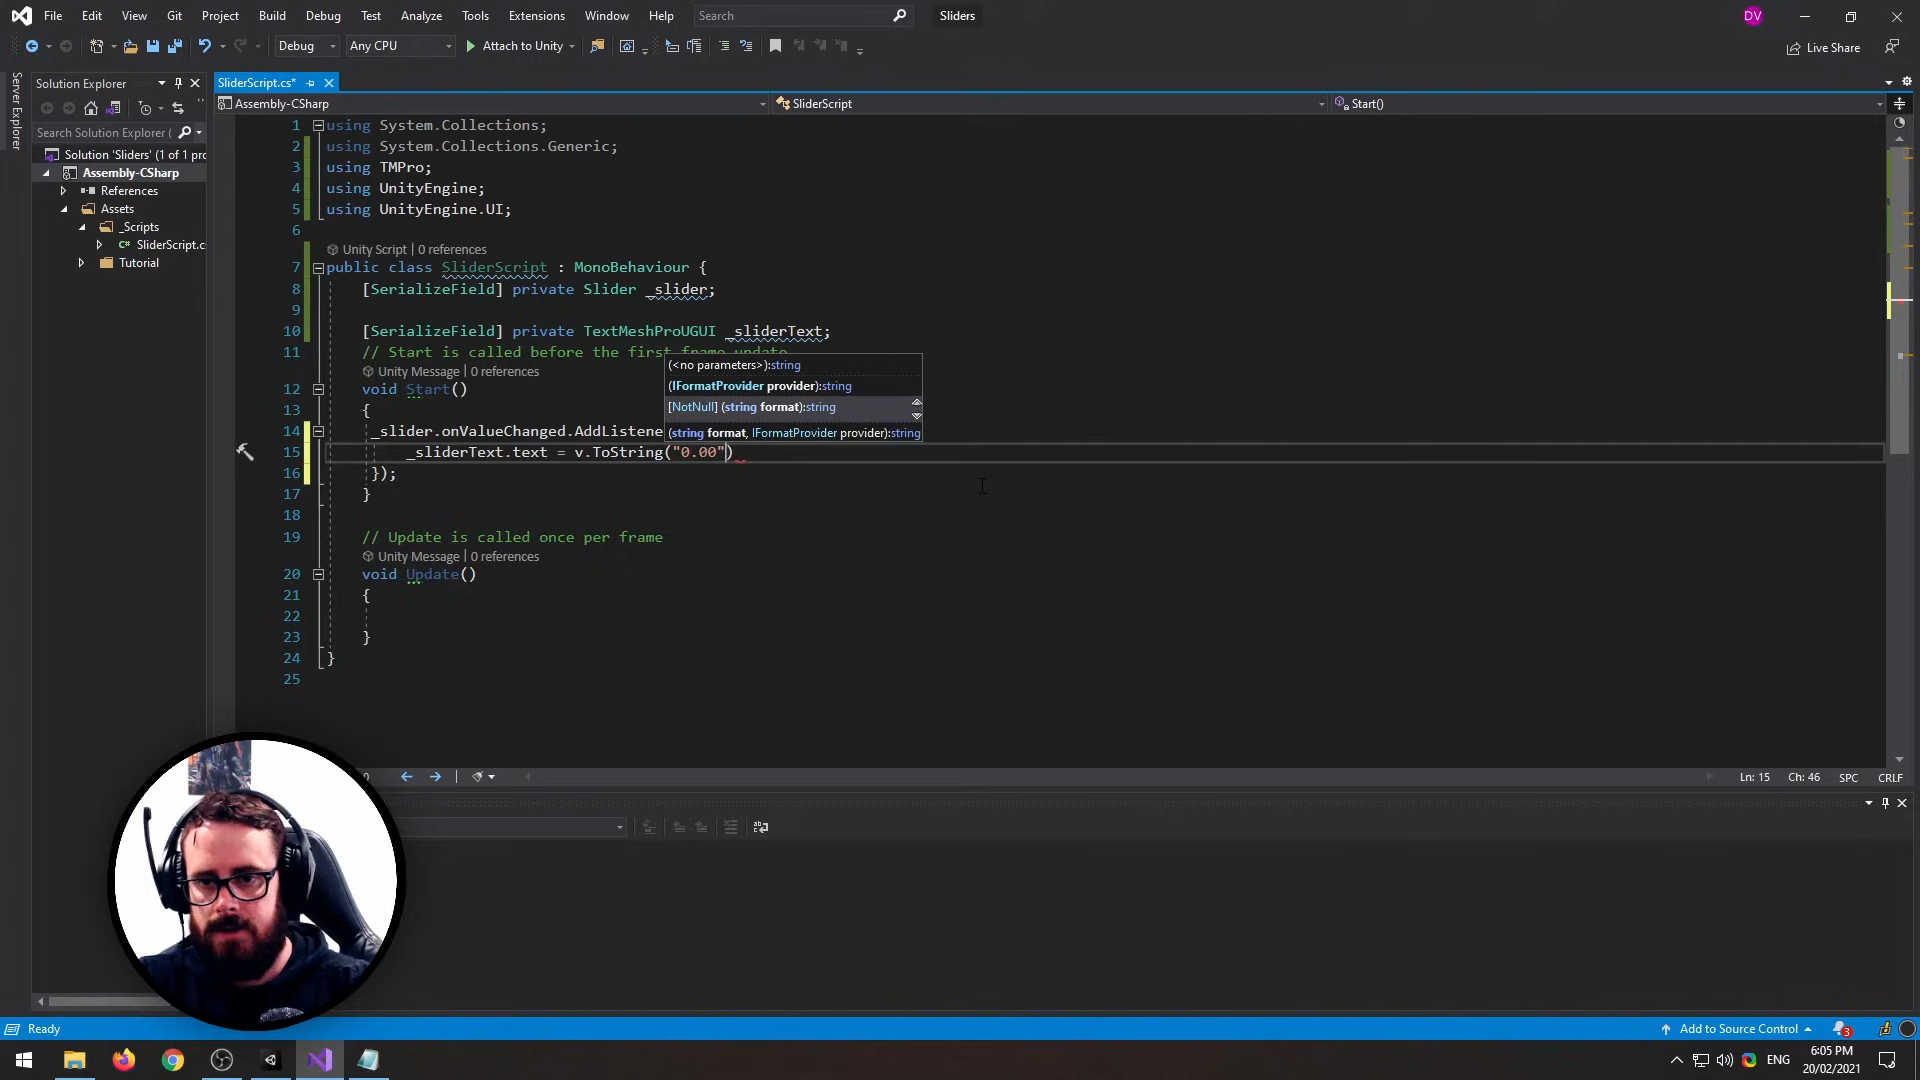 File Edit View Git Project Build Debug Test Analyze Tools Extensions Window Help Search Sliders DV
Debug Any CPU Attach to Unity Live Share
Server Explorer
Solution Explorer
Search Solution Explorer (
Solution 'Sliders' (1 of 1 pro
Assembly-CSharp
References
Assets
_Scripts
C# SliderScript.c
Tutorial
SliderScript.cs*
Assembly-CSharp SliderScript Start()
1 using System.Collections;
2 using System.Collections.Generic;
3 using TMPro;
4 using UnityEngine;
5 using UnityEngine.UI;
6
Unity Script | 0 references
7 public class SliderScript : MonoBehaviour {
8 [SerializeField] private Slider _slider;
9
10 [SerializeField] private TextMeshProUGUI _sliderText;
11 // Start is called before the first frame update
Unity Message | 0 references
12 void Start()
13 {
14 _slider.onValueChanged.AddListene
15 _sliderText.text = v.ToString("0.00")
16 });
17 }
18
19 // Update is called once per frame
Unity Message | 0 references
20 void Update()
21 {
22
23 }
24 }
25
(<no parameters>):string
(IFormatProvider provider):string
[NotNull] (string format):string
(string format, IFormatProvider provider):string
Ln: 15 Ch: 46 SPC CRLF
Ready
Add to Source Control 3
ENG
6:05 PM
20/02/2021